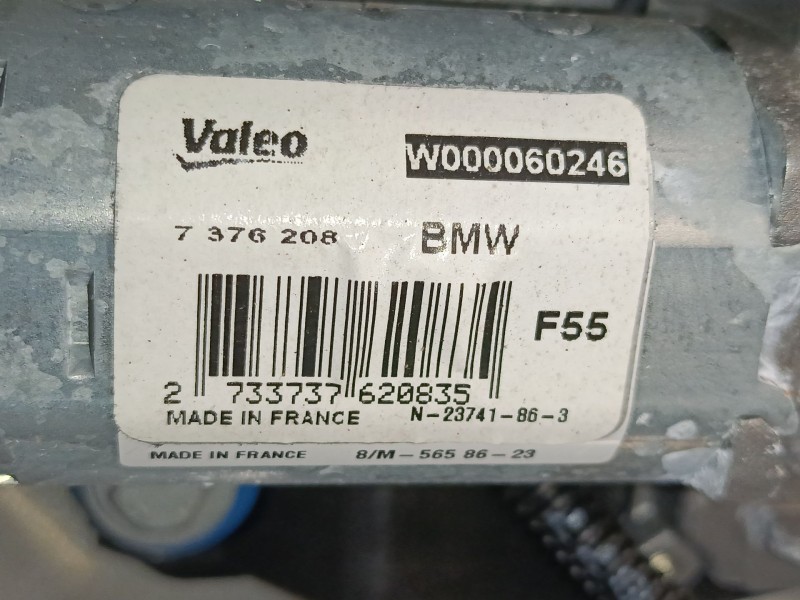 Valeo W000060246
7 376 208 BMW
F55
2 733737 620835
MADE IN FRANCE N-23741-86-3
MADE IN FRANCE 8/M-565 86-23